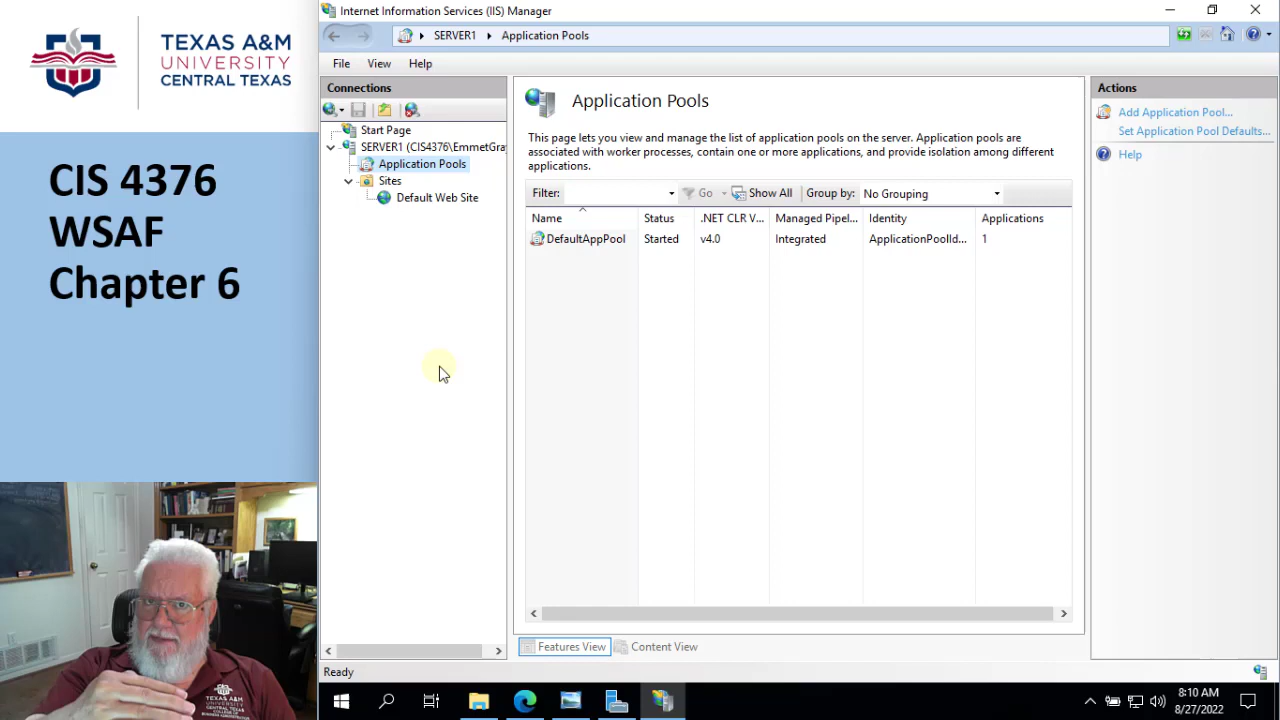 TEXAS A&M
UNIVERSITY
CENTRAL TEXAS
CIS 4376
WSAF
Chapter 6
Internet Information Services (IIS) Manager
SERVER1
Application Pools
File
View
Help
Connections
Start Page
SERVER1 (CIS4376\EmmetGra
Application Pools
Sites
Default Web Site
Application Pools
This page lets you view and manage the list of application pools on the server. Application pools are
associated with worker processes, contain one or more applications, and provide isolation among different
applications.
Filter:
Go
Show All
Group by:
No Grouping
Name
Status
.NET CLR V...
Managed Pipel...
Identity
Applications
DefaultAppPool
Started
v4.0
Integrated
ApplicationPoolId...
1
Features View
Content View
Actions
Add Application Pool...
Set Application Pool Defaults...
Help
Ready
8:10 AM
8/27/2022
TEXAS A&M
UNIVERSITY
CENTRAL TEXAS